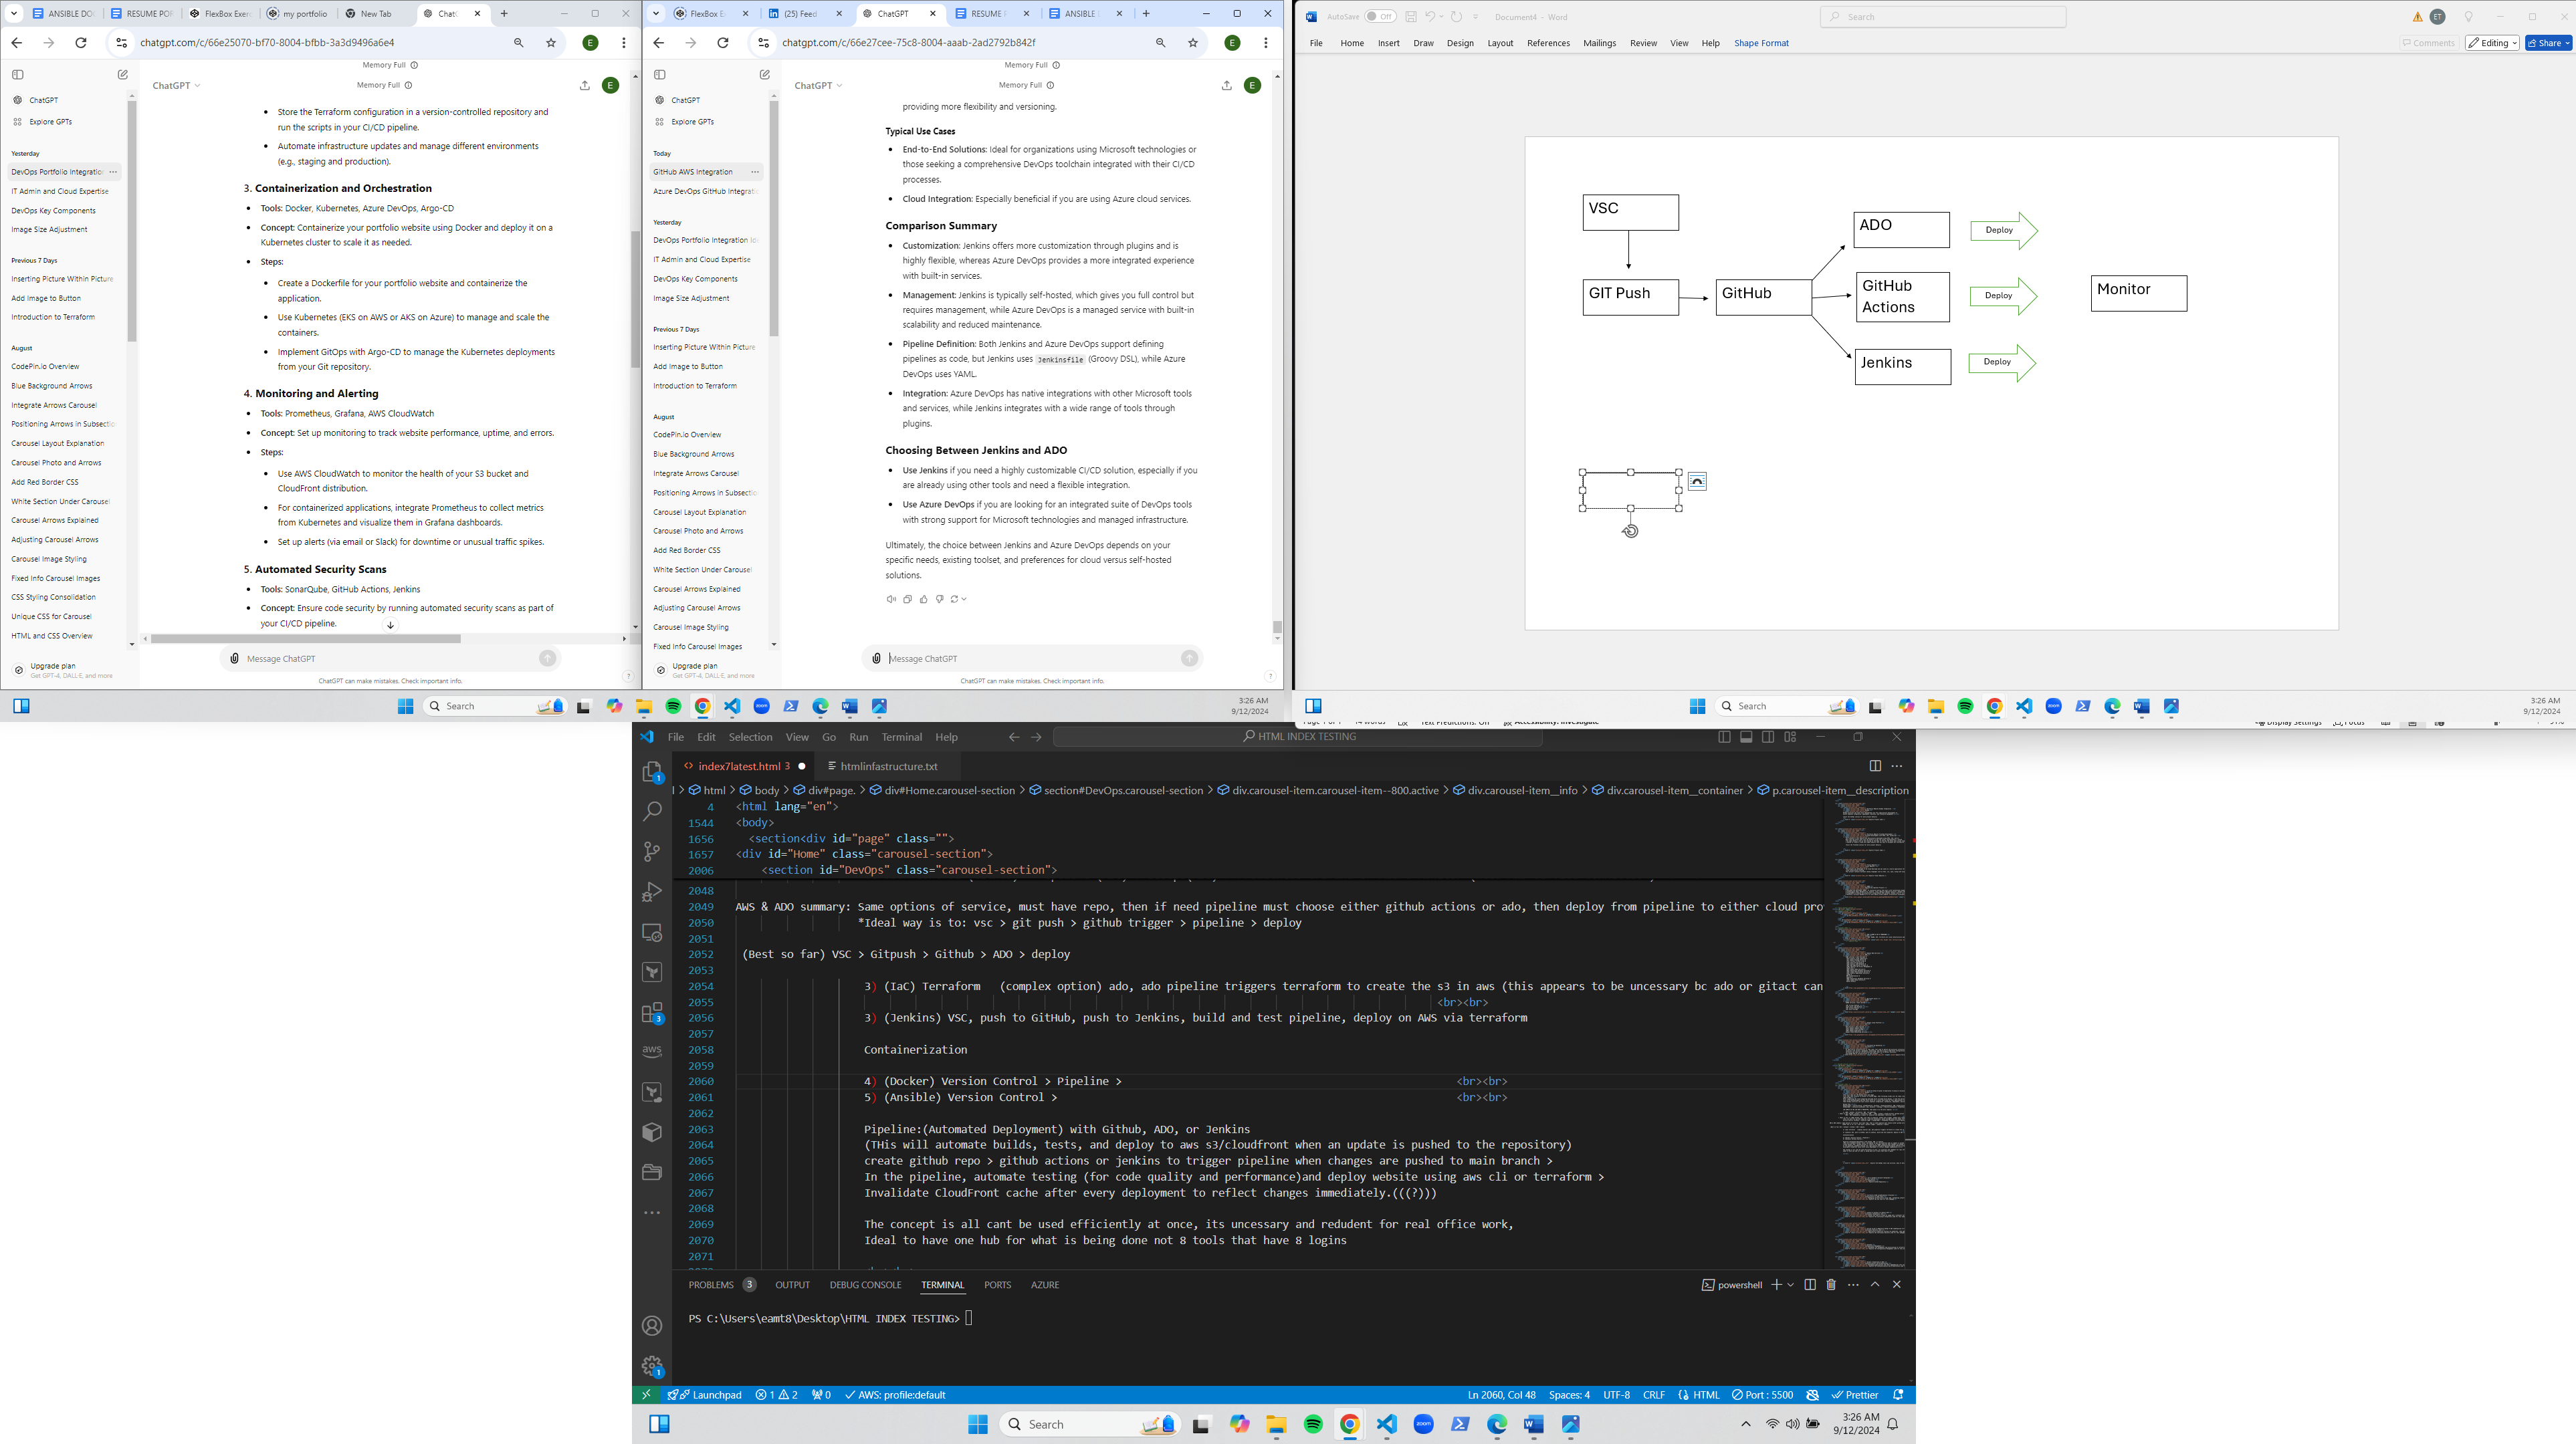 ANSIBLE DOC
RESUME POR
FlexBox Exerc
my portfolio
New Tab
ChatG
chatgpt.com/c/66e25070-bf70-8004-bfbb-3a3d9496a6e4
Memory Full
ChatGPT
Memory Full
ChatGPT
Explore GPTs
Yesterday
DevOps Portfolio Integration
IT Admin and Cloud Expertise
DevOps Key Components
Image Size Adjustment
Previous 7 Days
Inserting Picture Within Picture
Add Image to Button
Introduction to Terraform
August
CodePin.io Overview
Blue Background Arrows
Integrate Arrows Carousel
Positioning Arrows in Subsectio
Carousel Layout Explanation
Carousel Photo and Arrows
Add Red Border CSS
White Section Under Carousel
Carousel Arrows Explained
Adjusting Carousel Arrows
Carousel Image Styling
Fixed Info Carousel Images
CSS Styling Consolidation
Unique CSS for Carousel
HTML and CSS Overview
Upgrade plan
Get GPT-4, DALL·E, and more
Store the Terraform configuration in a version-controlled repository and
run the scripts in your CI/CD pipeline.
Automate infrastructure updates and manage different environments
(e.g., staging and production).
3. Containerization and Orchestration
Tools: Docker, Kubernetes, Azure DevOps, Argo-CD
Concept: Containerize your portfolio website using Docker and deploy it on a
Kubernetes cluster to scale it as needed.
Steps:
Create a Dockerfile for your portfolio website and containerize the
application.
Use Kubernetes (EKS on AWS or AKS on Azure) to manage and scale the
containers.
Implement GitOps with Argo-CD to manage the Kubernetes deployments
from your Git repository.
4. Monitoring and Alerting
Tools: Prometheus, Grafana, AWS CloudWatch
Concept: Set up monitoring to track website performance, uptime, and errors.
Steps:
Use AWS CloudWatch to monitor the health of your S3 bucket and
CloudFront distribution.
For containerized applications, integrate Prometheus to collect metrics
from Kubernetes and visualize them in Grafana dashboards.
Set up alerts (via email or Slack) for downtime or unusual traffic spikes.
5. Automated Security Scans
Tools: SonarQube, GitHub Actions, Jenkins
Concept: Ensure code security by running automated security scans as part of
your CI/CD pipeline.
Message ChatGPT
ChatGPT can make mistakes. Check important info.
Search
3:26 AM
9/12/2024
FlexBox E
(25) Feed
ChatGPT
RESUME P
ANSIBLE
chatgpt.com/c/66e27cee-75c8-8004-aaab-2ad2792b842f
Memory Full
ChatGPT
Memory Full
ChatGPT
Explore GPTs
Today
GitHub AWS Integration
Azure DevOps GitHub Integratio
Yesterday
DevOps Portfolio Integration Id
IT Admin and Cloud Expertise
DevOps Key Components
Image Size Adjustment
Previous 7 Days
Inserting Picture Within Picture
Add Image to Button
Introduction to Terraform
August
CodePin.io Overview
Blue Background Arrows
Integrate Arrows Carousel
Positioning Arrows in Subsectio
Carousel Layout Explanation
Carousel Photo and Arrows
Add Red Border CSS
White Section Under Carousel
Carousel Arrows Explained
Adjusting Carousel Arrows
Carousel Image Styling
Fixed Info Carousel Images
Upgrade plan
Get GPT-4, DALL·E, and more
providing more flexibility and versioning.
Typical Use Cases
End-to-End Solutions: Ideal for organizations using Microsoft technologies or
those seeking a comprehensive DevOps toolchain integrated with their CI/CD
processes.
Cloud Integration: Especially beneficial if you are using Azure cloud services.
Comparison Summary
Customization: Jenkins offers more customization through plugins and is
highly flexible, whereas Azure DevOps provides a more integrated experience
with built-in services.
Management: Jenkins is typically self-hosted, which gives you full control but
requires management, while Azure DevOps is a managed service with built-in
scalability and reduced maintenance.
Pipeline Definition: Both Jenkins and Azure DevOps support defining
pipelines as code, but Jenkins uses Jenkinsfile (Groovy DSL), while Azure
DevOps uses YAML.
Integration: Azure DevOps has native integrations with other Microsoft tools
and services, while Jenkins integrates with a wide range of tools through
plugins.
Choosing Between Jenkins and ADO
Use Jenkins if you need a highly customizable CI/CD solution, especially if you
are already using other tools and need a flexible integration.
Use Azure DevOps if you are looking for an integrated suite of DevOps tools
with strong support for Microsoft technologies and managed infrastructure.
Ultimately, the choice between Jenkins and Azure DevOps depends on your
specific needs, existing toolset, and preferences for cloud versus self-hosted
solutions.
Message ChatGPT
ChatGPT can make mistakes. Check important info.
AutoSave Off Document4 - Word
Search
ET
File Home Insert Draw Design Layout References Mailings Review View Help Shape Format
Comments Editing Share
VSC
ADO
Deploy
GIT Push
GitHub
GitHub
Actions
Deploy
Monitor
Jenkins
Deploy
Search
3:26 AM
9/12/2024
File Edit Selection View Go Run Terminal Help
HTML INDEX TESTING
index7latest.html 3
htmlinfastructure.txt
html > body > div#page. > div#Home.carousel-section > section#DevOps.carousel-section > div.carousel-item.carousel-item--800.active > div.carousel-item__info > div.carousel-item__container > p.carousel-item__description
4 <html lang="en">
1544 <body>
1656 <section<div id="page" class="">
1657 <div id="Home" class="carousel-section">
2006 <section id="DevOps" class="carousel-section">
2048
2049 AWS & ADO summary: Same options of service, must have repo, then if need pipeline must choose either github actions or ado, then deploy from pipeline to either cloud pro
2050 *Ideal way is to: vsc > git push > github trigger > pipeline > deploy
2051
2052 (Best so far) VSC > Gitpush > Github > ADO > deploy
2053
2054 3) (IaC) Terraform (complex option) ado, ado pipeline triggers terraform to create the s3 in aws (this appears to be uncessary bc ado or gitact can
2055 <br><br>
2056 3) (Jenkins) VSC, push to GitHub, push to Jenkins, build and test pipeline, deploy on AWS via terraform
2057
2058 Containerization
2059
2060 4) (Docker) Version Control > Pipeline > <br><br>
2061 5) (Ansible) Version Control > <br><br>
2062
2063 Pipeline:(Automated Deployment) with Github, ADO, or Jenkins
2064 (THis will automate builds, tests, and deploy to aws s3/cloudfront when an update is pushed to the repository)
2065 create github repo > github actions or jenkins to trigger pipeline when changes are pushed to main branch >
2066 In the pipeline, automate testing (for code quality and performance)and deploy website using aws cli or terraform >
2067 Invalidate CloudFront cache after every deployment to reflect changes immediately.(((?)))
2068
2069 The concept is all cant be used efficiently at once, its uncessary and redudent for real office work,
2070 Ideal to have one hub for what is being done not 8 tools that have 8 logins
2071
PROBLEMS 3 OUTPUT DEBUG CONSOLE TERMINAL PORTS AZURE
powershell
PS C:\Users\eamt8\Desktop\HTML INDEX TESTING>
Launchpad 1 2 0 AWS: profile:default
Ln 2060, Col 48 Spaces: 4 UTF-8 CRLF HTML Port : 5500 Prettier
Search
3:26 AM
9/12/2024